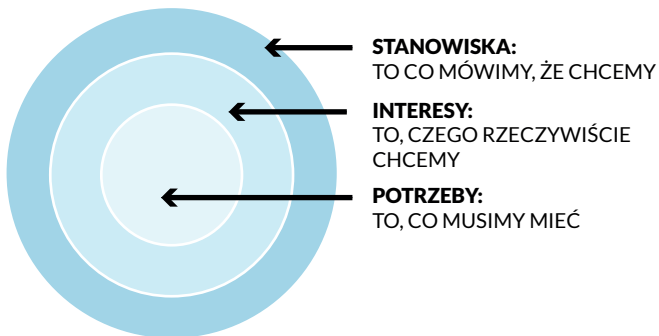 STANOWISKA:
TO CO MÓWIMY, ŻE CHCEMY
INTERESY:
TO, CZEGO RZECZYWIŚCIE
CHCEMY
POTRZEBY:
TO, CO MUSIMY MIEĆ